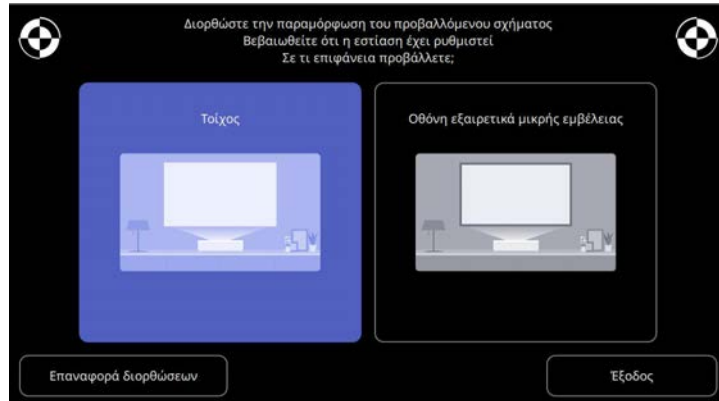 Διορθώστε την παραμόρφωση του προβαλλόμενου σχήματος
Βεβαιωθείτε ότι η εστίαση έχει ρυθμιστεί
Σε τι επιφάνεια προβάλλετε;
Τοίχος
Οθόνη εξαιρετικά μικρής εμβέλειας
Επαναφορά διορθώσεων
Έξοδος